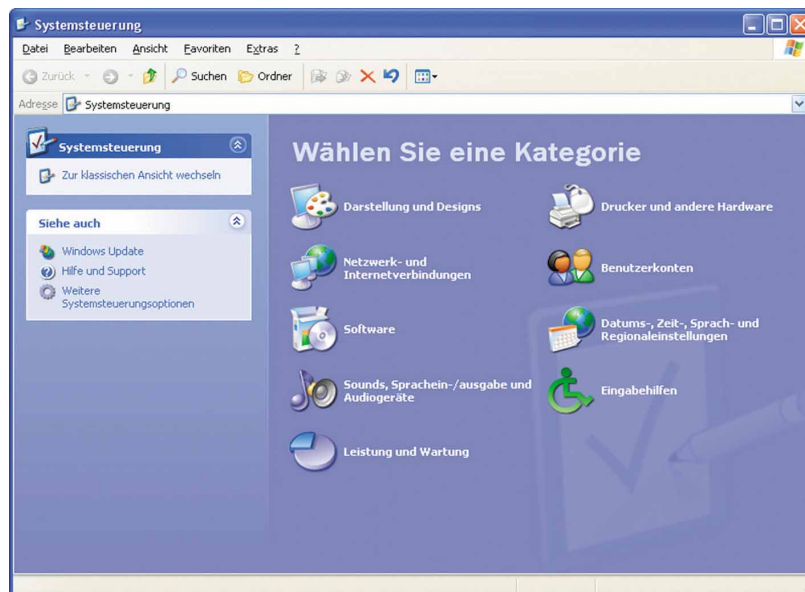 Systemsteuerung
Datei Bearbeiten Ansicht Favoriten Extras ?
Zurück Suchen Ordner
Adresse Systemsteuerung
Systemsteuerung
Zur klassischen Ansicht wechseln
Siehe auch
Windows Update
Hilfe und Support
Weitere
Systemsteuerungsoptionen
Wählen Sie eine Kategorie
Darstellung und Designs
Drucker und andere Hardware
Netzwerk- und
Internetverbindungen
Benutzerkonten
Software
Datums-, Zeit-, Sprach- und
Regionaleinstellungen
Sounds, Sprachein-/ausgabe und
Audiogeräte
Eingabehilfen
Leistung und Wartung